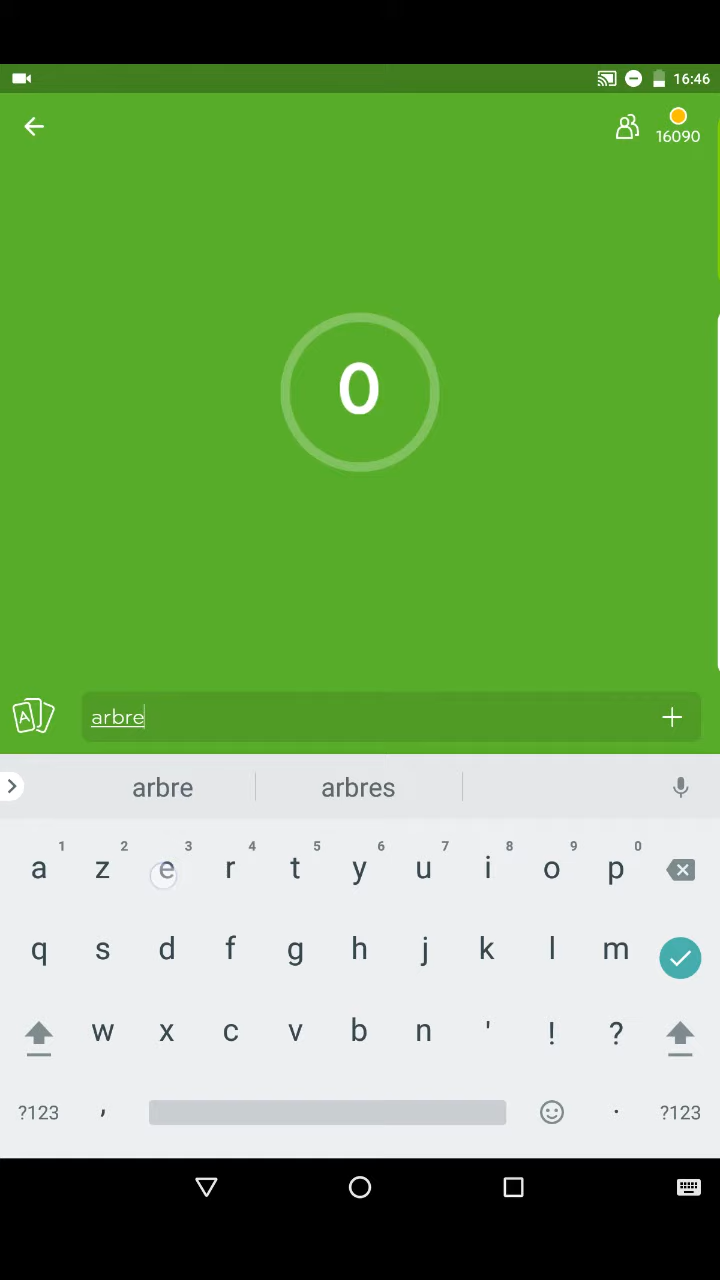 16:46
16090
0
A
arbre
arbre arbres
1 2 3 4 5 6 7 8 9 0
a z e r t y u i o p
q s d f g h j k l m
w x c v b n ' ! ?
?123 , . ?123